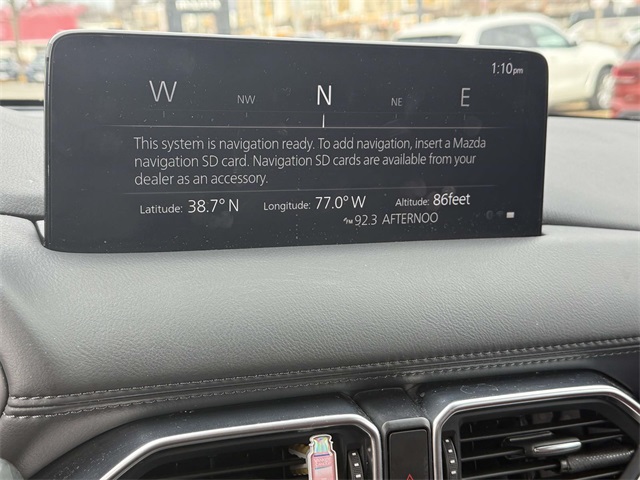 1:10pm
W NW N NE E
This system is navigation ready. To add navigation, insert a Mazda
navigation SD card. Navigation SD cards are available from your
dealer as an accessory.
Latitude: 38.7° N Longitude: 77.0° W Altitude: 86feet
FM 92.3 AFTERNOO